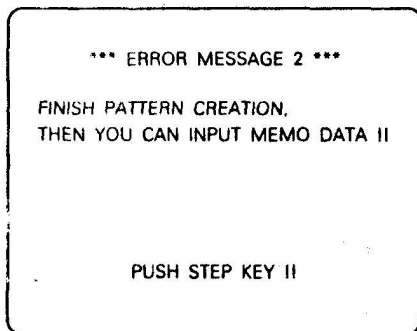 *** ERROR MESSAGE 2 ***
FINISH PATTERN CREATION,
THEN YOU CAN INPUT MEMO DATA !!
PUSH STEP KEY !!